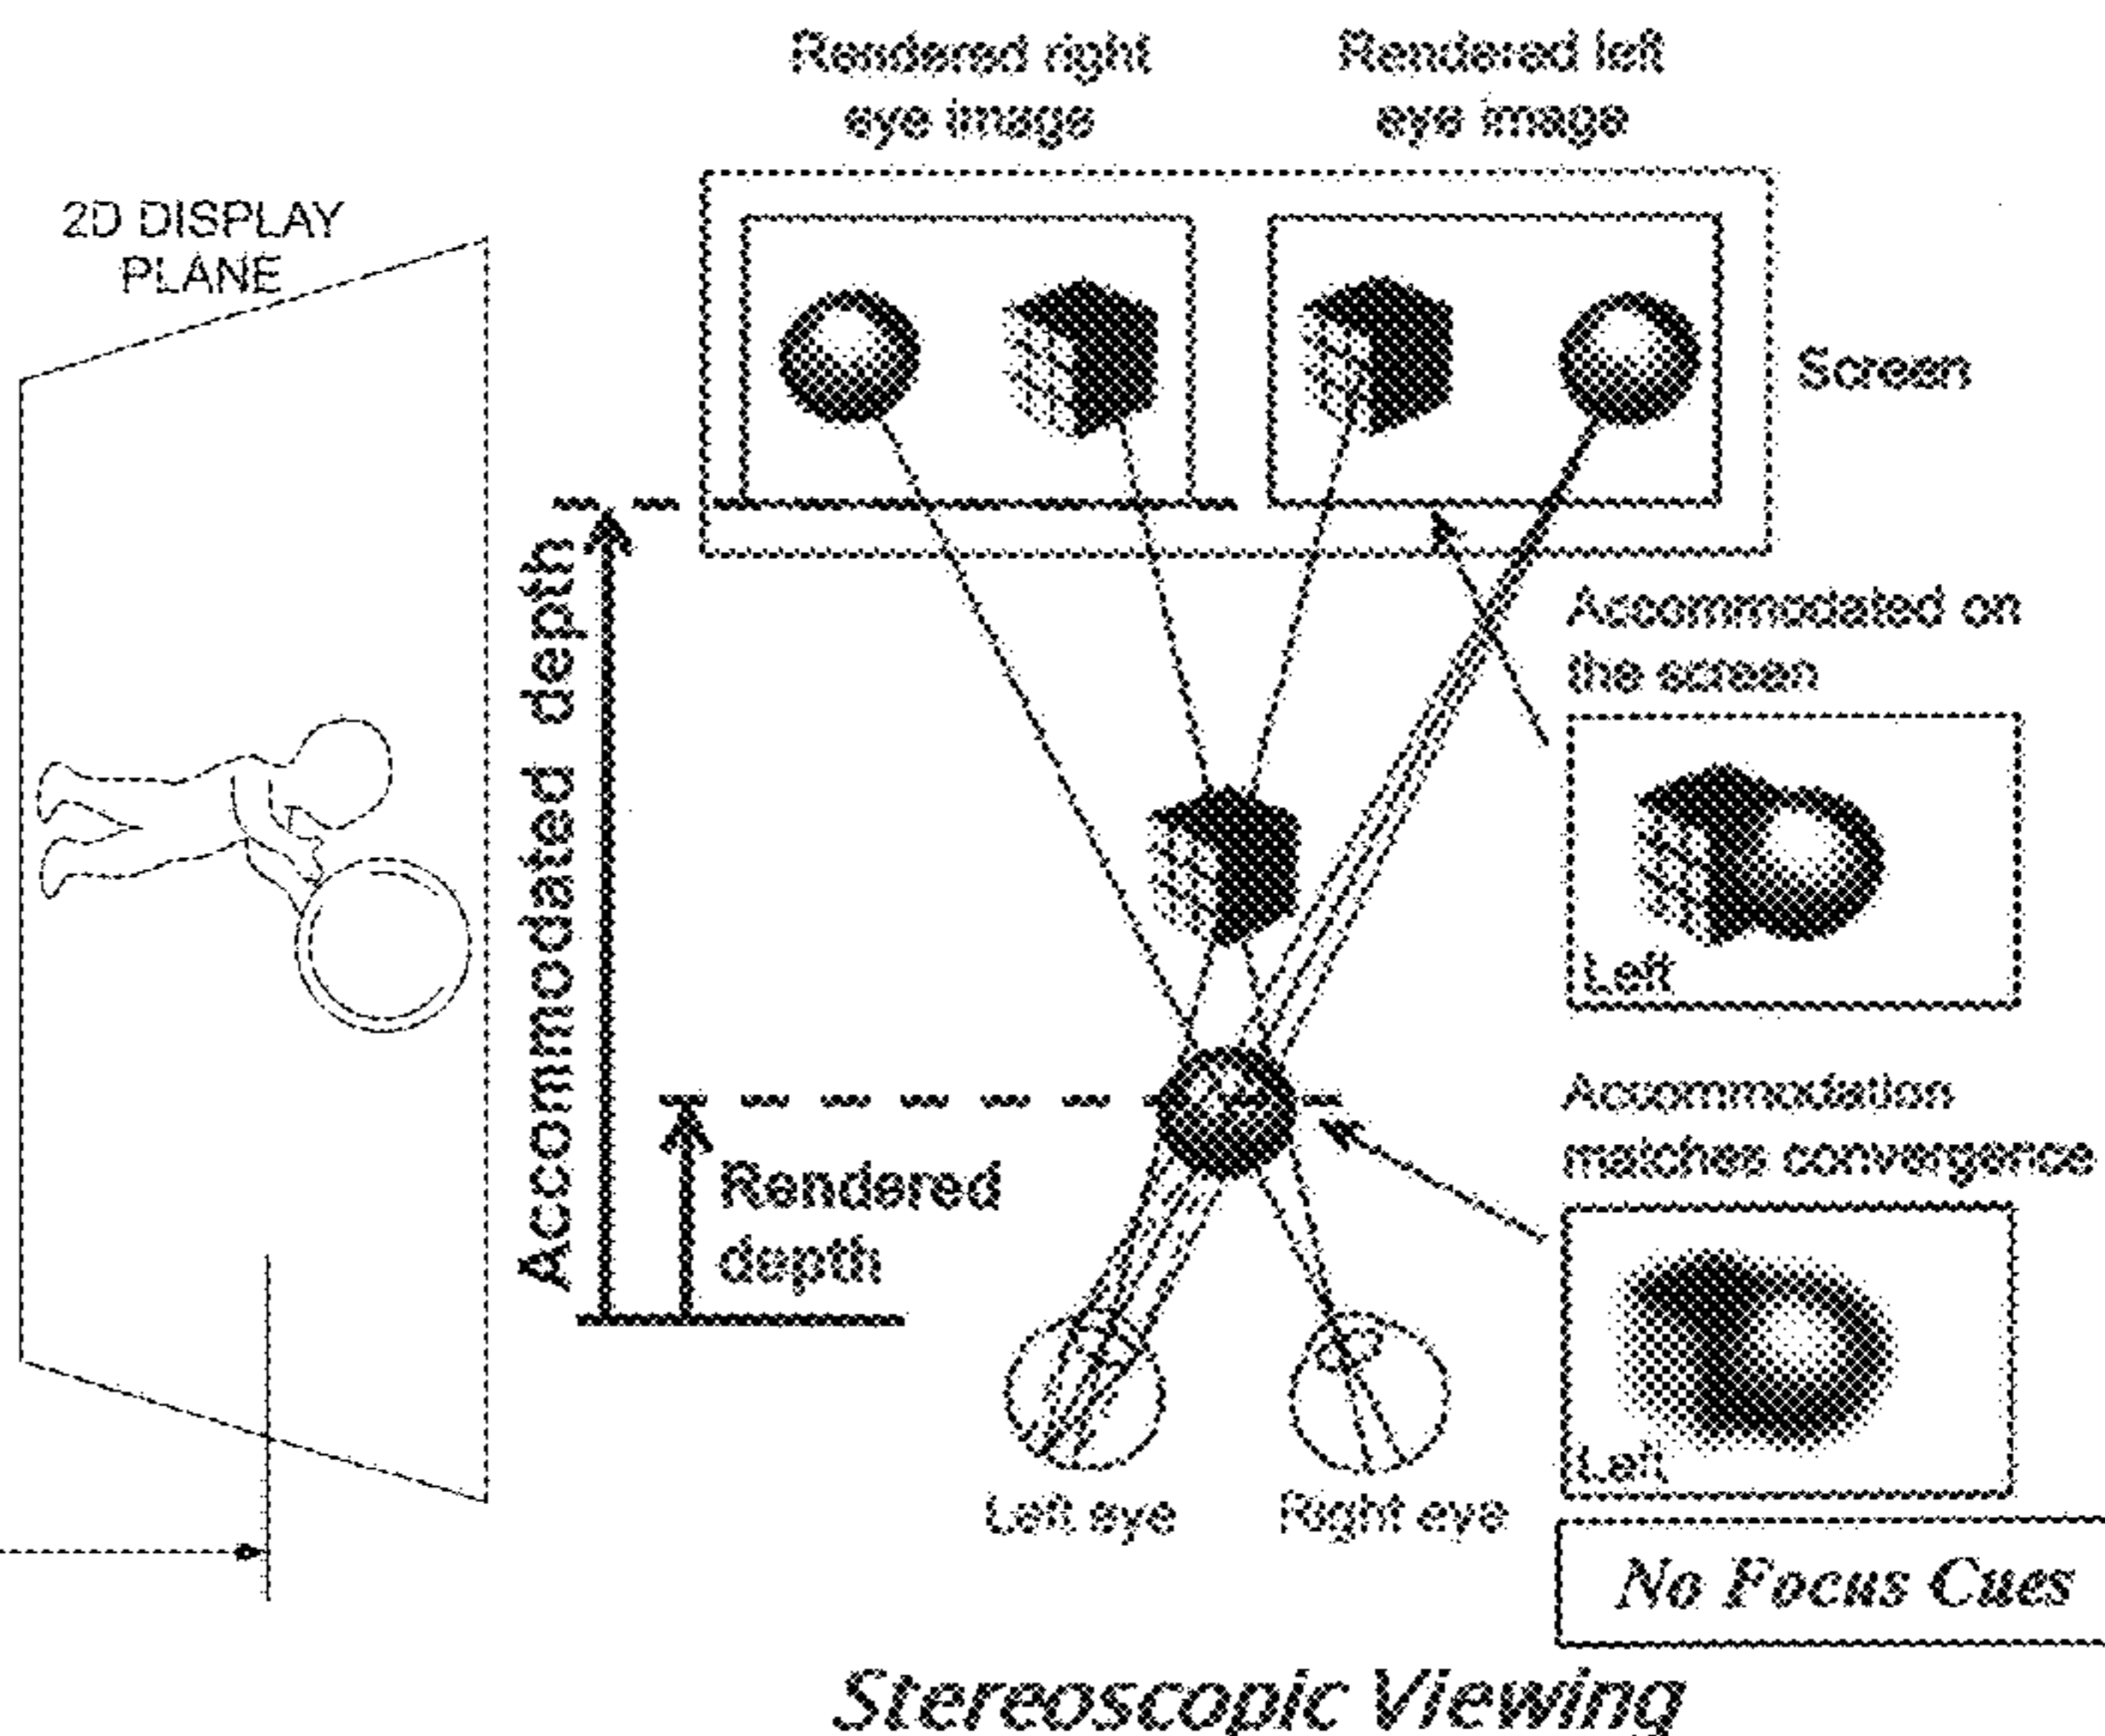 Rendered right
eye image
Rendered left
eye image
2D DISPLAY
PLANE
Screen
Accommodated depth
Accommodated on
the screen
Left
Rendered
depth
Accommodation
matches convergence
Left
Left eye
Right eye
No Focus Cues
Stereoscopic Viewing